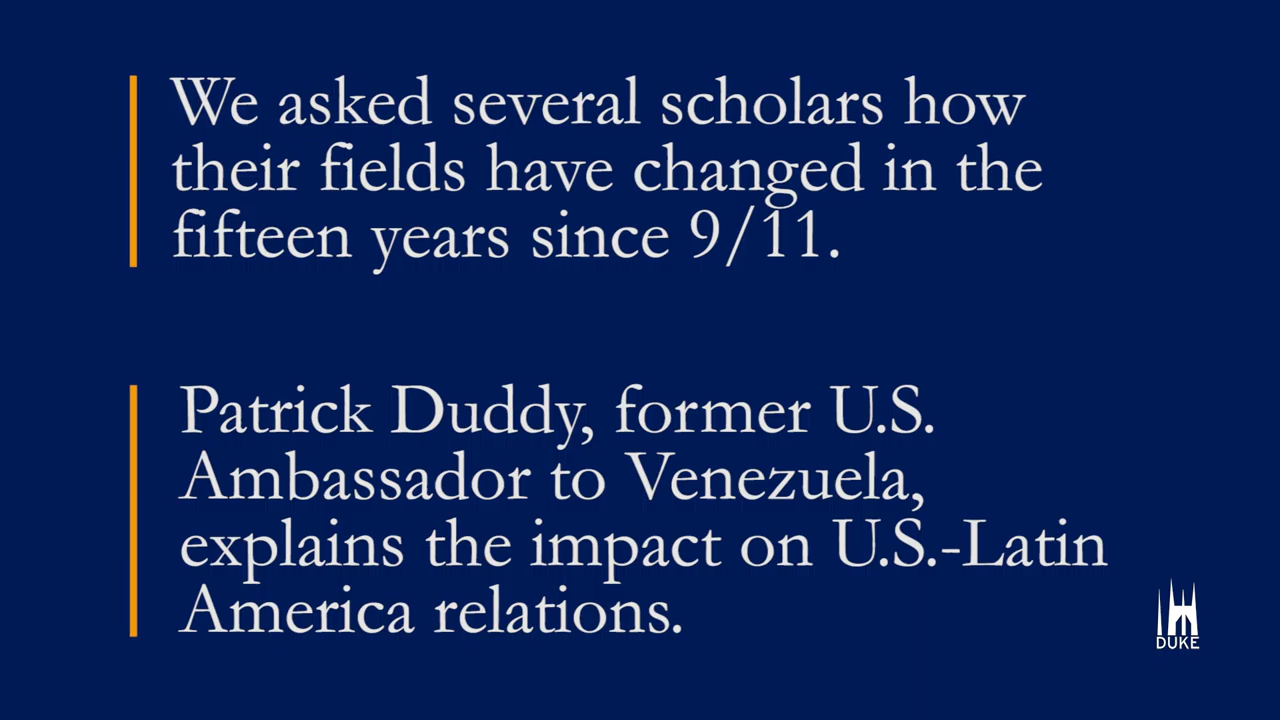 We asked several scholars how
their fields have changed in the
fifteen years since 9/11.
Patrick Duddy, former U.S.
Ambassador to Venezuela,
explains the impact on U.S.-Latin
America relations.
DUKE